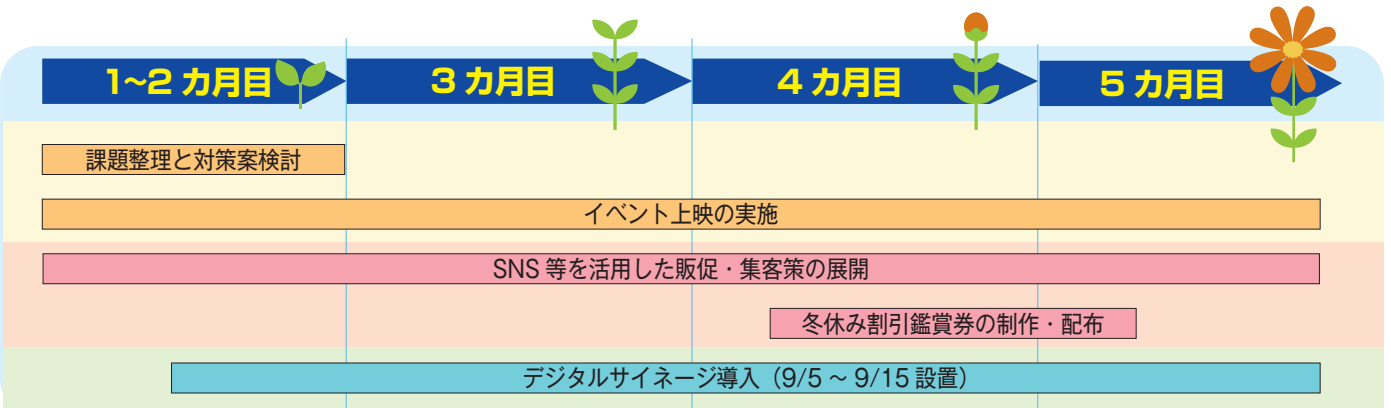 1~2 カ月目
3 カ月目
4 カ月目
5 カ月目
課題整理と対策案検討
イベント上映の実施
SNS 等を活用した販促・集客策の展開
冬休み割引鑑賞券の制作・配布
デジタルサイネージ導入（9/5 ～ 9/15 設置）